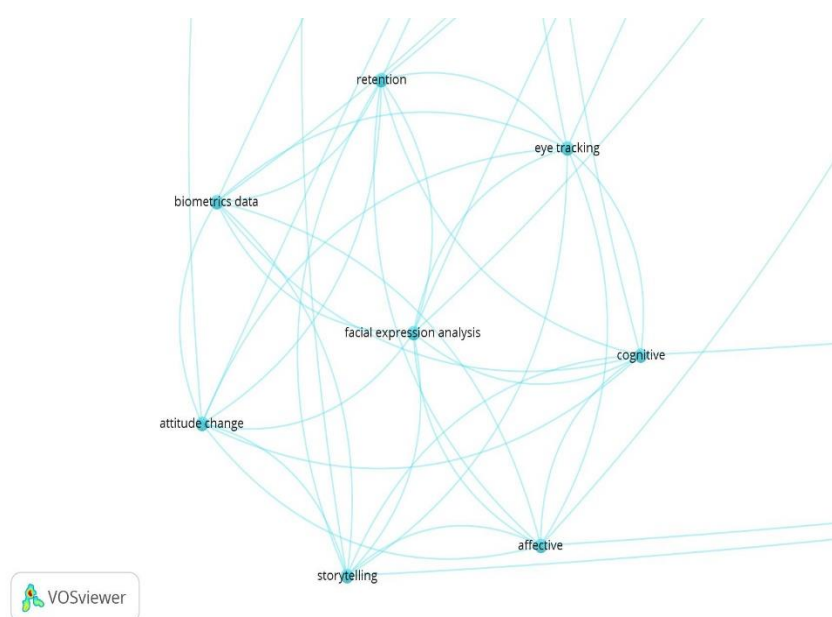 retention
eye tracking
biometrics data
facial expression analysis
cognitive
attitude change
affective
storytelling
VOSviewer